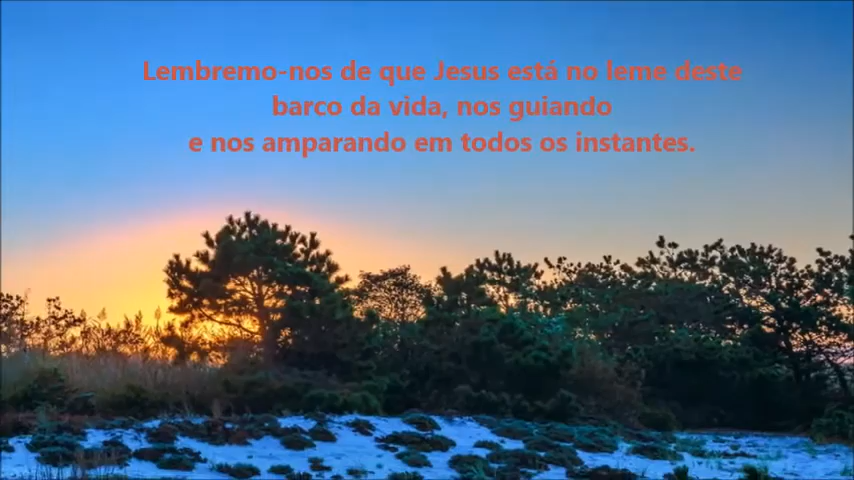 Lembremo-nos de que Jesus está no leme deste
barco da vida, nos guiando
e nos amparando em todos os instantes.